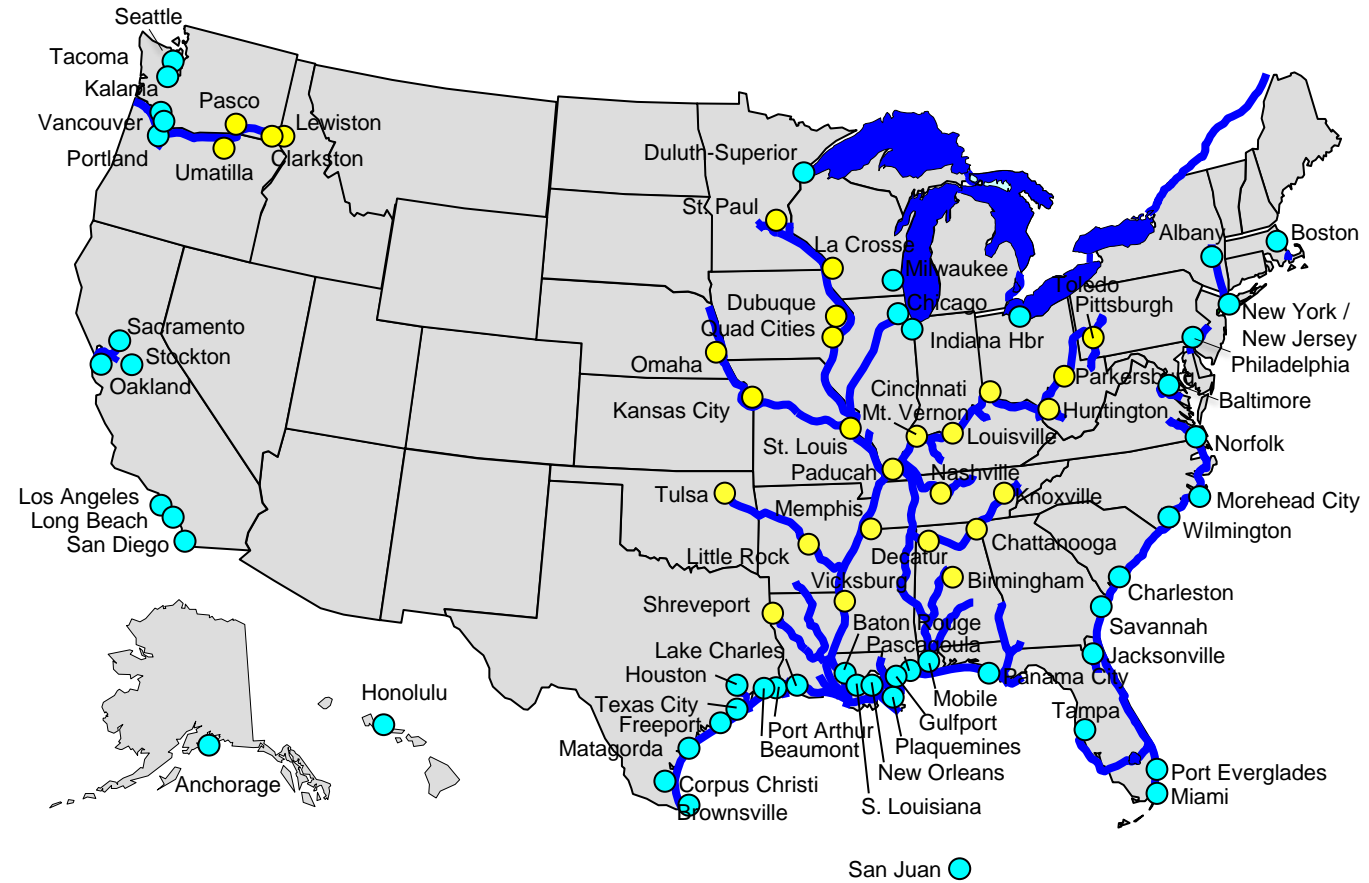 Seattle
Tacoma
Kalama
Vancouver
Portland
Pasco
Lewiston
Clarkston
Umatilla
Duluth-Superior
St. Paul
La Crosse
Milwaukee
Dubuque
Chicago
Quad Cities
Indiana Hbr
Toledo
Pittsburgh
Albany
Boston
New York /
New Jersey
Philadelphia
Baltimore
Norfolk
Sacramento
Stockton
Oakland
Omaha
Kansas City
Cincinnati
Parkersburg
Mt. Vernon
Huntington
Louisville
St. Louis
Paducah
Nashville
Knoxville
Morehead City
Wilmington
Los Angeles
Long Beach
San Diego
Tulsa
Memphis
Little Rock
Decatur
Chattanooga
Vicksburg
Birmingham
Charleston
Shreveport
Baton Rouge
Savannah
Pascagoula
Lake Charles
Jacksonville
Houston
Panama City
Honolulu
Texas City
Mobile
Freeport
Port Arthur
Gulfport
Tampa
Matagorda
Beaumont
Plaquemines
New Orleans
Port Everglades
Anchorage
Corpus Christi
Miami
Brownsville
S. Louisiana
San Juan